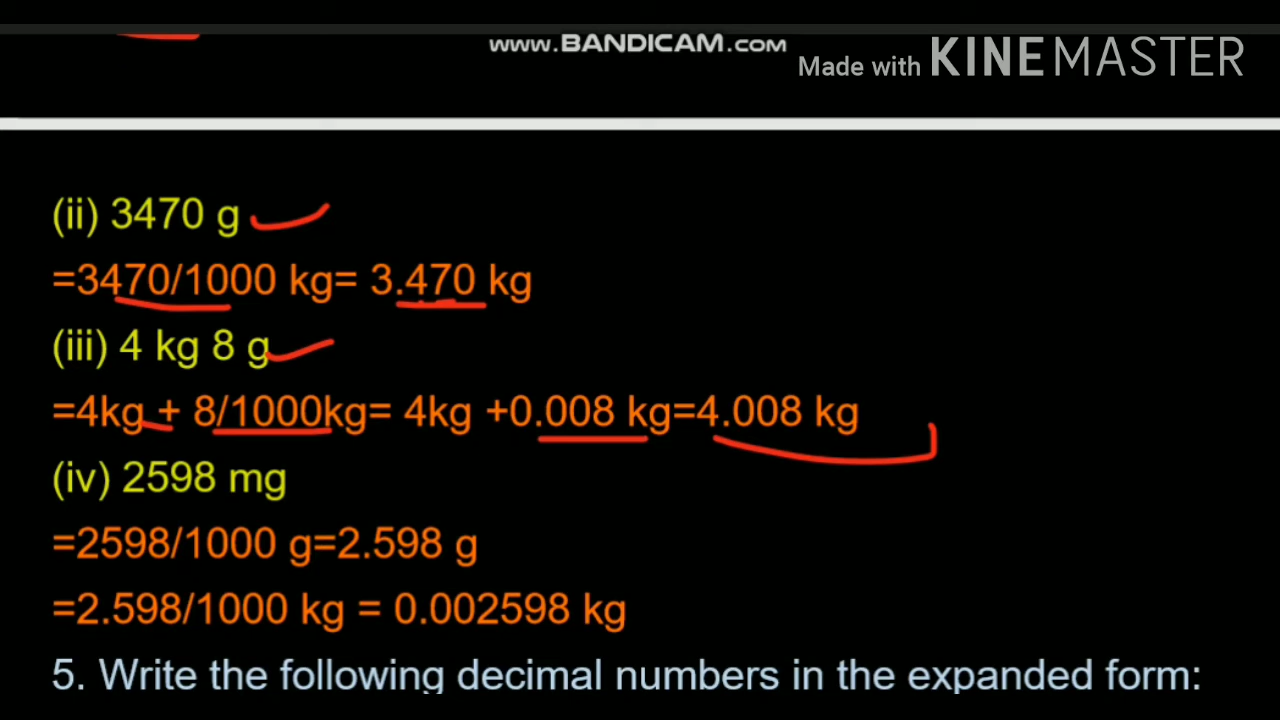 www.BANDICAM.com
Made with KINEMASTER
(ii) 3470 g
=3470/1000 kg= 3.470 kg
(iii) 4 kg 8 g
=4kg + 8/1000kg= 4kg +0.008 kg=4.008 kg
(iv) 2598 mg
=2598/1000 g=2.598 g
=2.598/1000 kg = 0.002598 kg
5. Write the following decimal numbers in the expanded form: